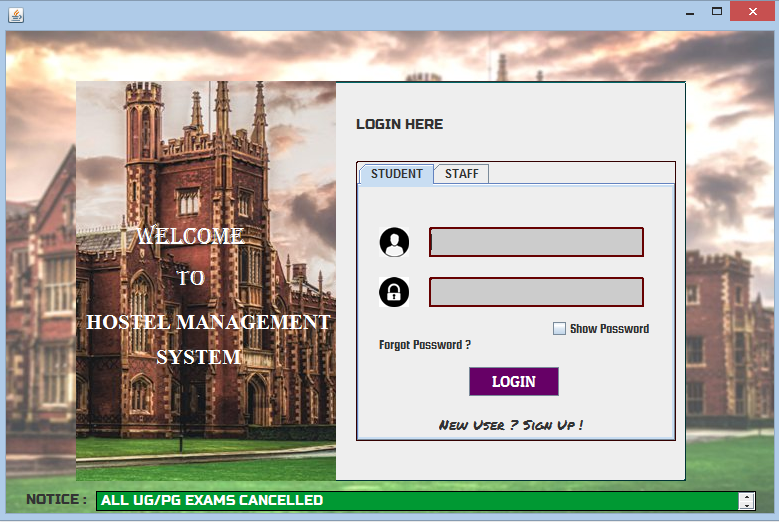 WELCOME
TO
HOSTEL MANAGEMENT
SYSTEM
LOGIN HERE
STUDENT
STAFF
Show Password
Forgot Password ?
LOGIN
New User ? Sign Up !
NOTICE :
ALL UG/PG EXAMS CANCELLED